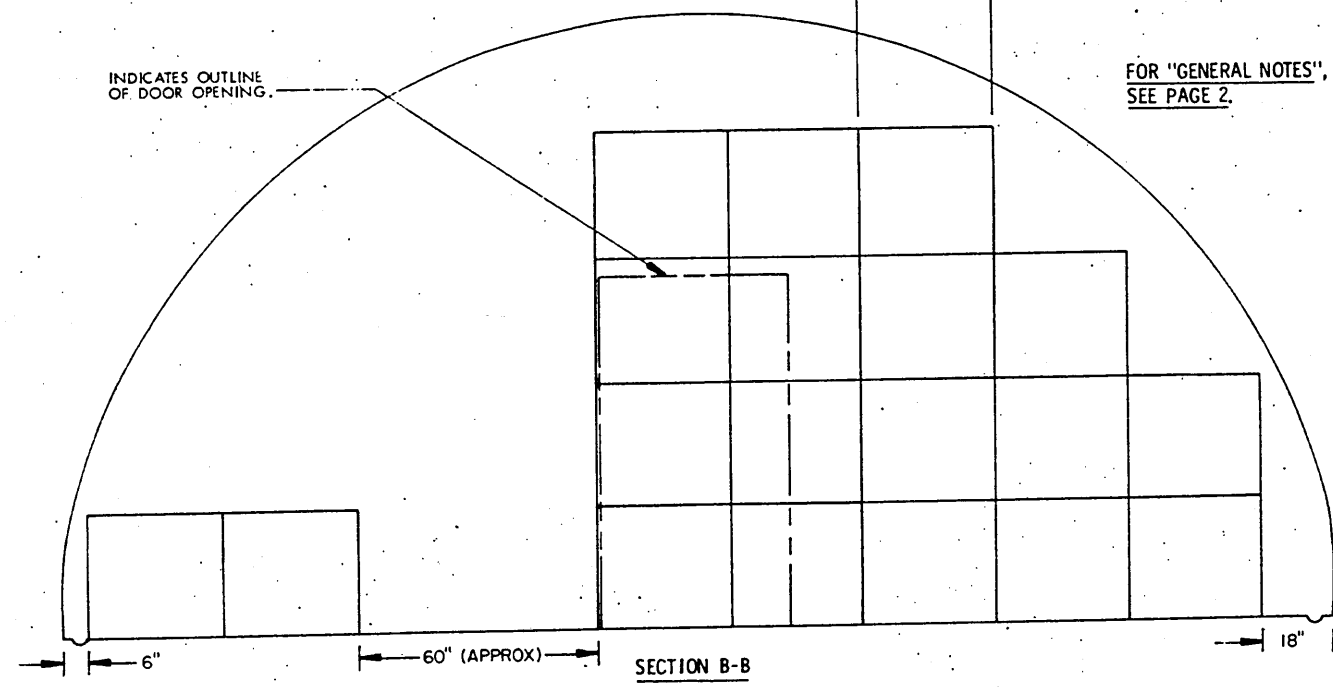 INDICATES OUTLINE
OF DOOR OPENING.
FOR "GENERAL NOTES",
SEE PAGE 2.
6"
60" (APPROX)
18"
SECTION B-B